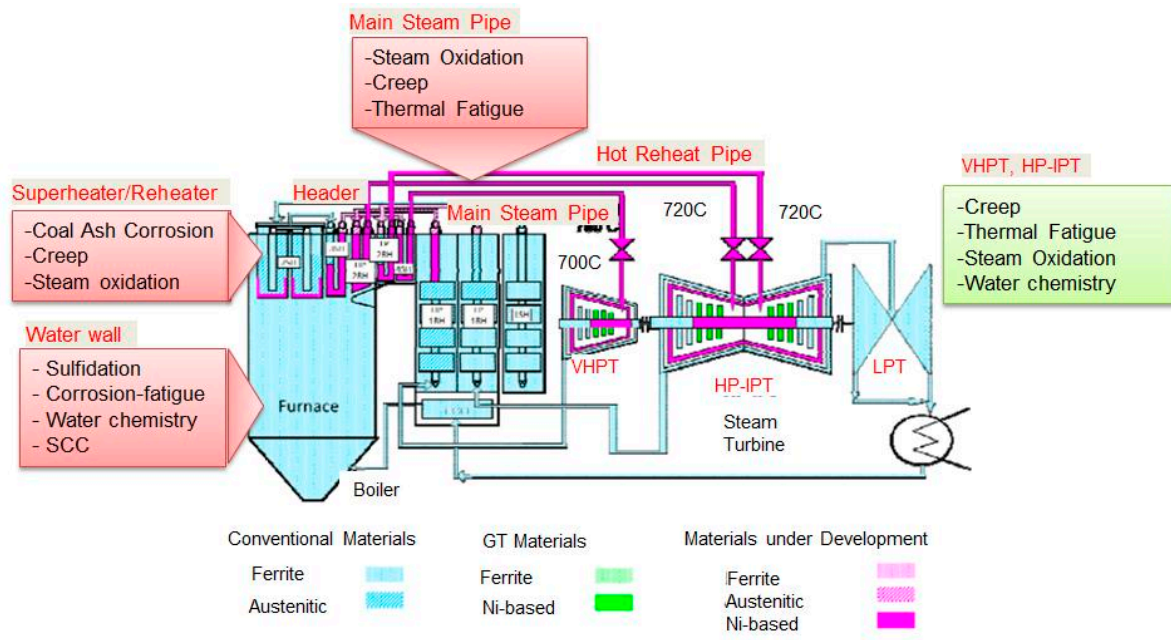 Main Steam Pipe
-Steam Oxidation
-Creep
-Thermal Fatigue
Hot Reheat Pipe
VHPT, HP-IPT
-Creep
-Thermal Fatigue
-Steam Oxidation
-Water chemistry
Superheater/Reheater
-Coal Ash Corrosion
-Creep
-Steam oxidation
Header
Main Steam Pipe
720C
720C
700C
Water wall
- Sulfidation
- Corrosion-fatigue
- Water chemistry
- SCC
Furnace
VHPT
HP-IPT
LPT
Steam
Turbine
Boiler
Conventional Materials
Ferrite
Austenitic
GT Materials
Ferrite
Ni-based
Materials under Development
Ferrite
Austenitic
Ni-based